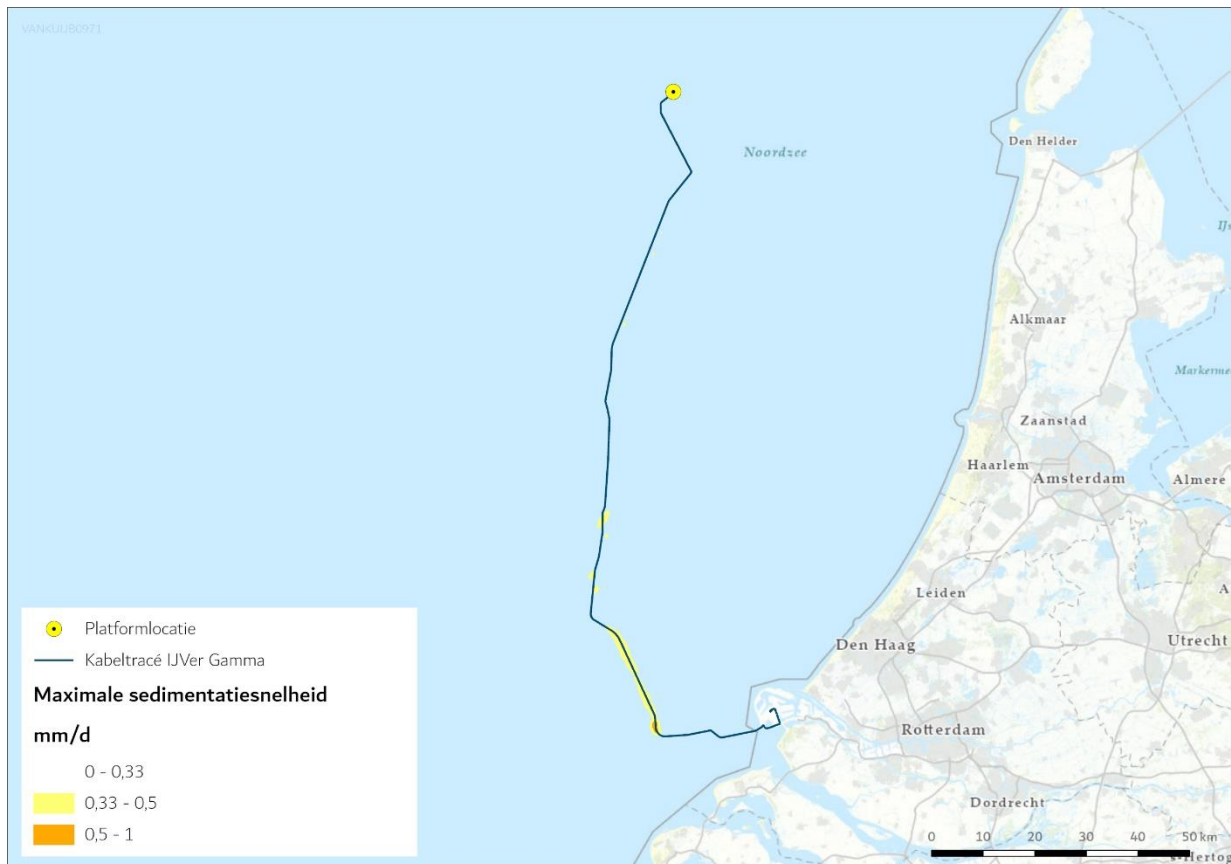 VANKUUB0971
Noordzee
Den Helder
Alkmaar
Zaanstad
Haarlem
Amsterdam
Almere
Markerme
Leiden
Den Haag
Utrecht
Rotterdam
Dordrecht
Platformlocatie
Kabeltracé IJVer Gamma
Maximale sedimentatiesnelheid
mm/d
0 - 0,33
0,33 - 0,5
0,5 - 1
0 10 20 30 40 50 km